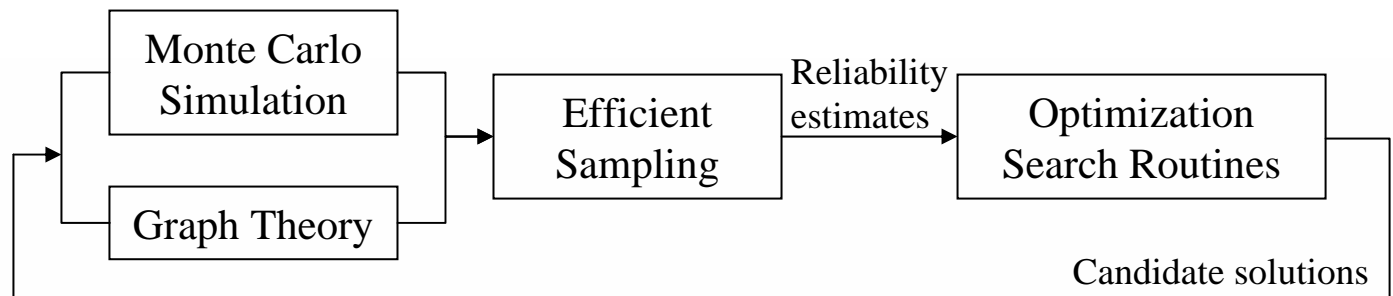 Monte Carlo
Simulation
Graph Theory
Efficient
Sampling
Reliability
estimates
Optimization
Search Routines
Candidate solutions